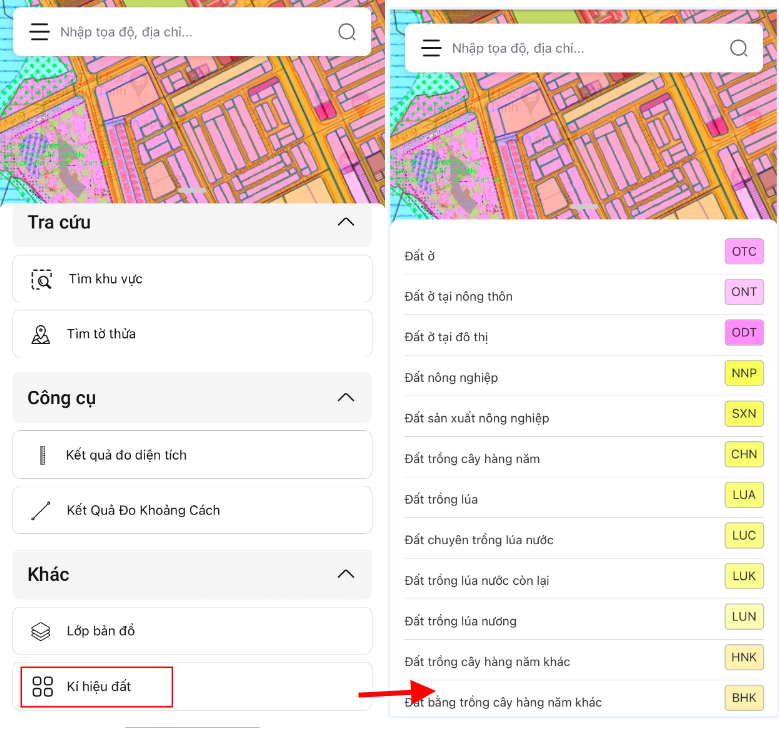 Nhập tọa độ, địa chỉ...
Tra cứu
Tìm khu vực
Tìm tờ thửa
Công cụ
Kết quả đo diện tích
Kết Quả Đo Khoảng Cách
Khác
Lớp bản đồ
Kí hiệu đất
Nhập tọa độ, địa chỉ...
Đất ở OTC
Đất ở tại nông thôn ONT
Đất ở tại đô thị ODT
Đất nông nghiệp NNP
Đất sản xuất nông nghiệp SXN
Đất trồng cây hàng năm CHN
Đất trồng lúa LUA
Đất chuyên trồng lúa nước LUC
Đất trồng lúa nước còn lại LUK
Đất trồng lúa nương LUN
Đất trồng cây hàng năm khác HNK
Đất bằng trồng cây hàng năm khác BHK